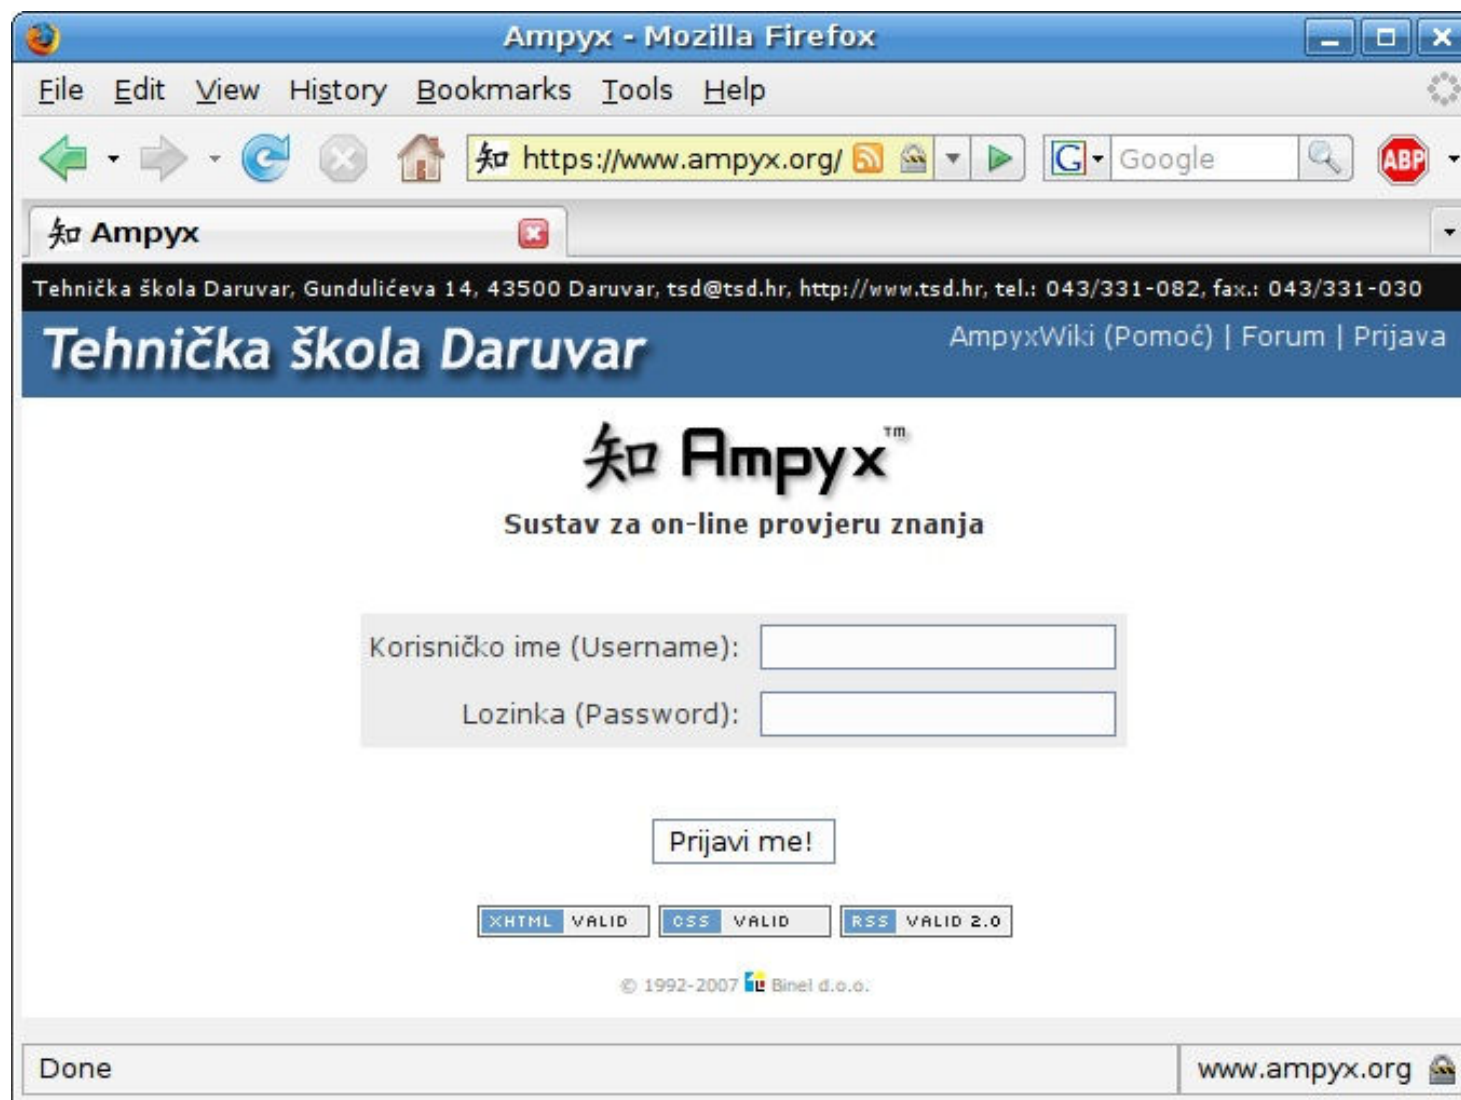 Ampyx - Mozilla Firefox
File Edit View History Bookmarks Tools Help
知 https://www.ampyx.org/ G Google ABP
知 Ampyx
Tehnička škola Daruvar, Gundulićeva 14, 43500 Daruvar, tsd@tsd.hr, http://www.tsd.hr, tel.: 043/331-082, fax.: 043/331-030
Tehnička škola Daruvar
AmpyxWiki (Pomoć) | Forum | Prijava
知 Ampyx™
Sustav za on-line provjeru znanja
Korisničko ime (Username):
Lozinka (Password):
Prijavi me!
XHTML VALID CSS VALID RSS VALID 2.0
© 1992-2007 Binel d.o.o.
Done www.ampyx.org